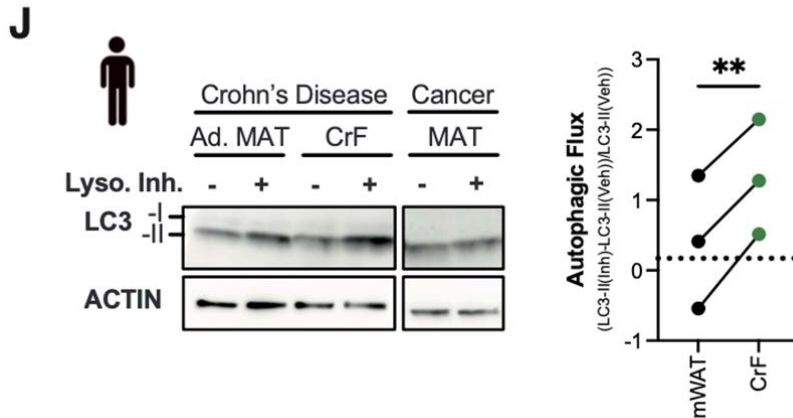 J
Crohn's Disease Cancer
Ad. MAT CrF MAT
Lyso. Inh. - + - + - +
LC3 -I
-II
ACTIN
Autophagic Flux
(LC3-II(Inh)-LC3-II(Veh))/LC3-II(Veh))
3
2
1
0
-1
**
mWAT
CrF